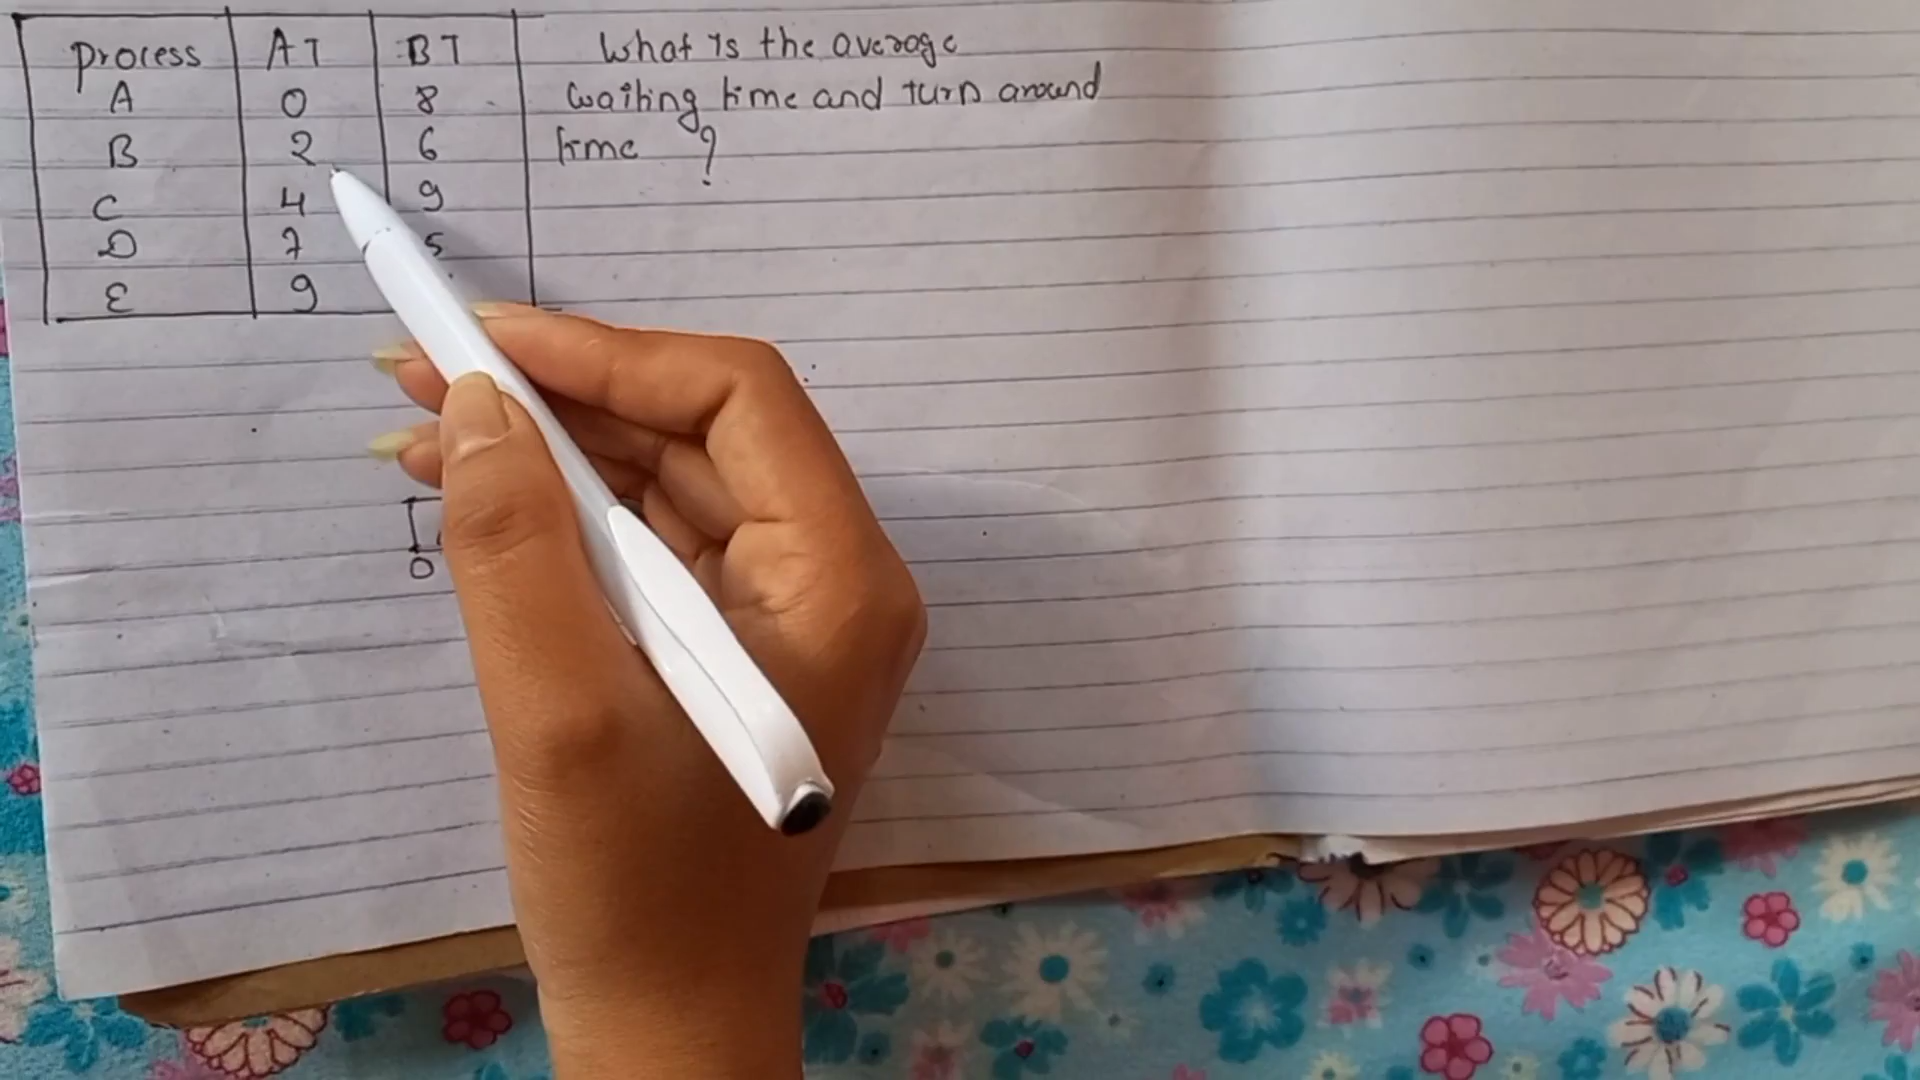 Process AT BT
A 0 8
B 2 6
C 4 9
D 7 5
E 9
What is the average
waiting time and turn around
time ?
0